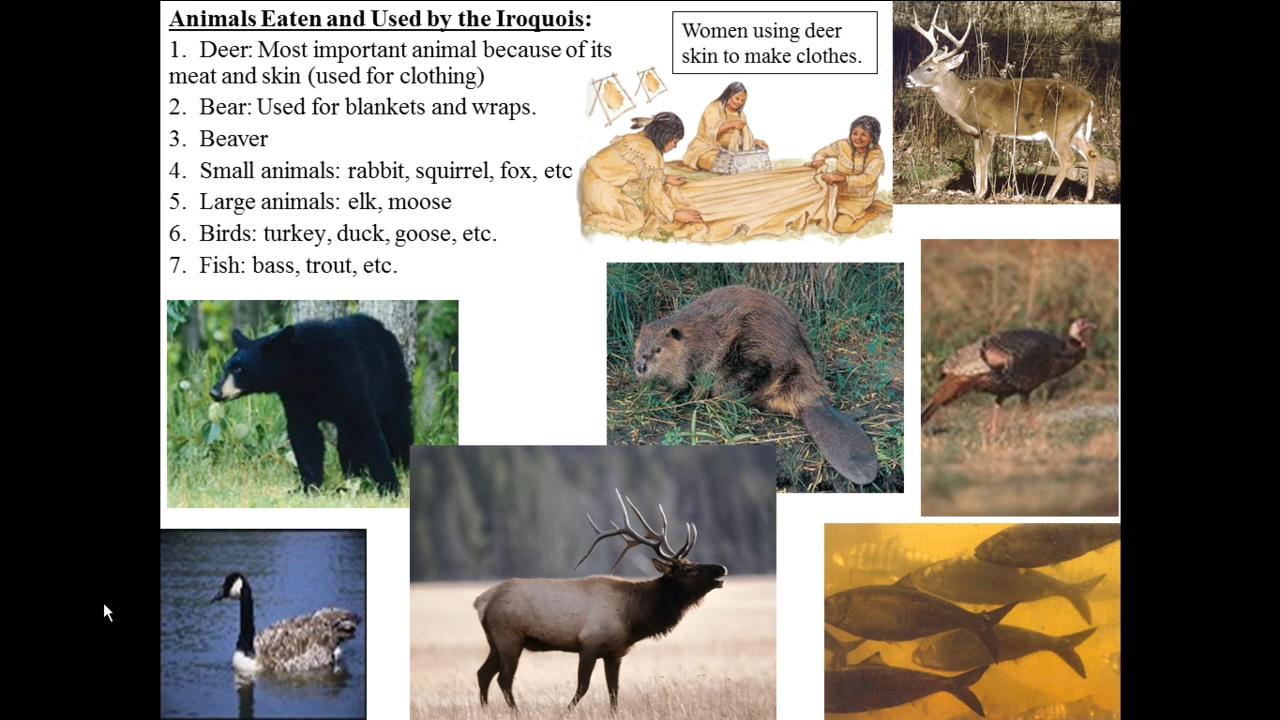 Animals Eaten and Used by the Iroquois:
1. Deer: Most important animal because of its
meat and skin (used for clothing)
2. Bear: Used for blankets and wraps.
3. Beaver
4. Small animals: rabbit, squirrel, fox, etc
5. Large animals: elk, moose
6. Birds: turkey, duck, goose, etc.
7. Fish: bass, trout, etc.
Women using deer
skin to make clothes.